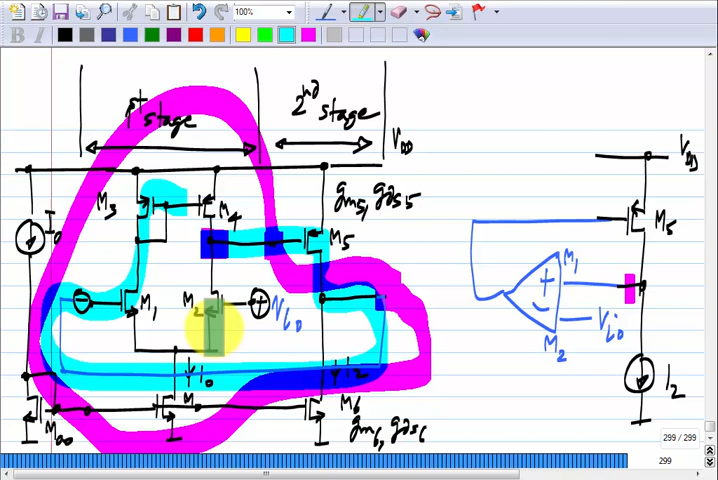 100%
B I U
1st stage
2nd stage
VDD
gm5, gds5
M3
M4
M5
I0
M1
M2
Vi0
I0
I2
M00
M0
M6
gm6, gds6
VDD
M5
M1
M2
Vi0
I2
299 / 299
299